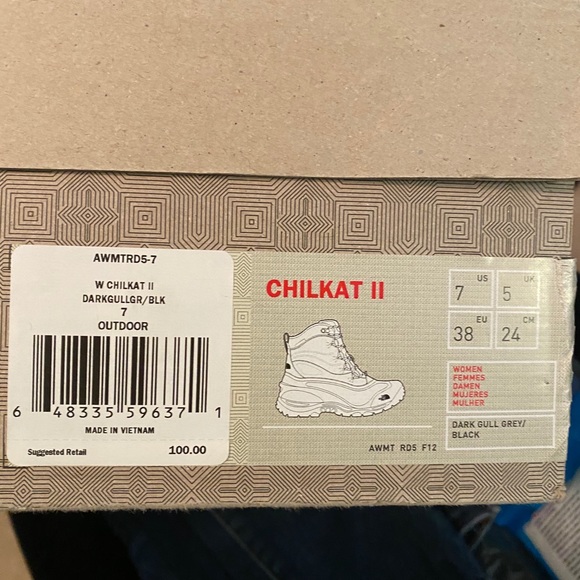 AWMTRD5-7
W CHILKAT II
DARKGULLGR/BLK
7
OUTDOOR
6 48335 59637 1
MADE IN VIETNAM
Suggested Retail 100.00
CHILKAT II
AWMT RD5 F12
7 US 5 UK
38 EU 24 CM
WOMEN
FEMMES
DAMEN
MUJERES
MULHER
DARK GULL GREY/
BLACK